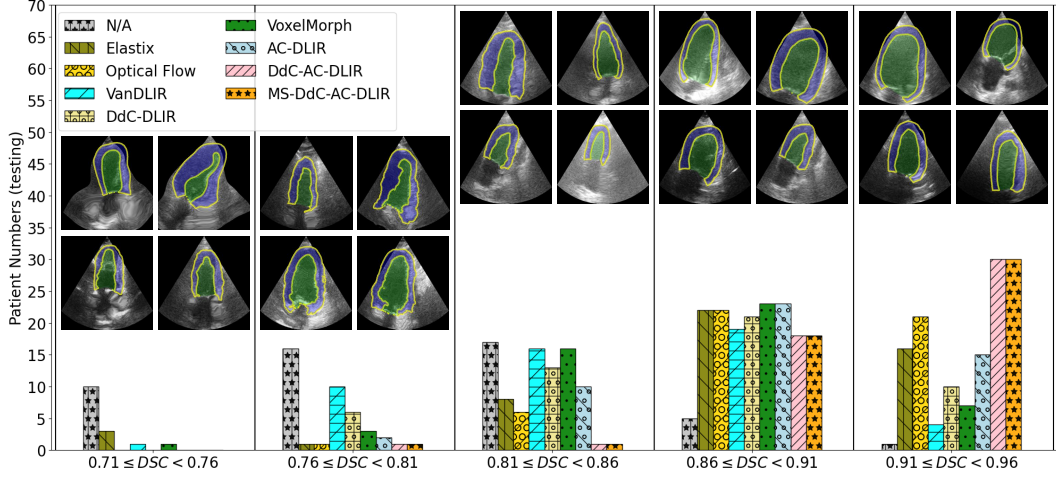 Patient Numbers (testing)
70
65
60
55
50
45
40
35
30
25
20
15
10
5
0
N/A
Elastix
Optical Flow
VanDLIR
DdC-DLIR
VoxelMorph
AC-DLIR
DdC-AC-DLIR
MS-DdC-AC-DLIR
0.71 ≤ DSC < 0.76
0.76 ≤ DSC < 0.81
0.81 ≤ DSC < 0.86
0.86 ≤ DSC < 0.91
0.91 ≤ DSC < 0.96